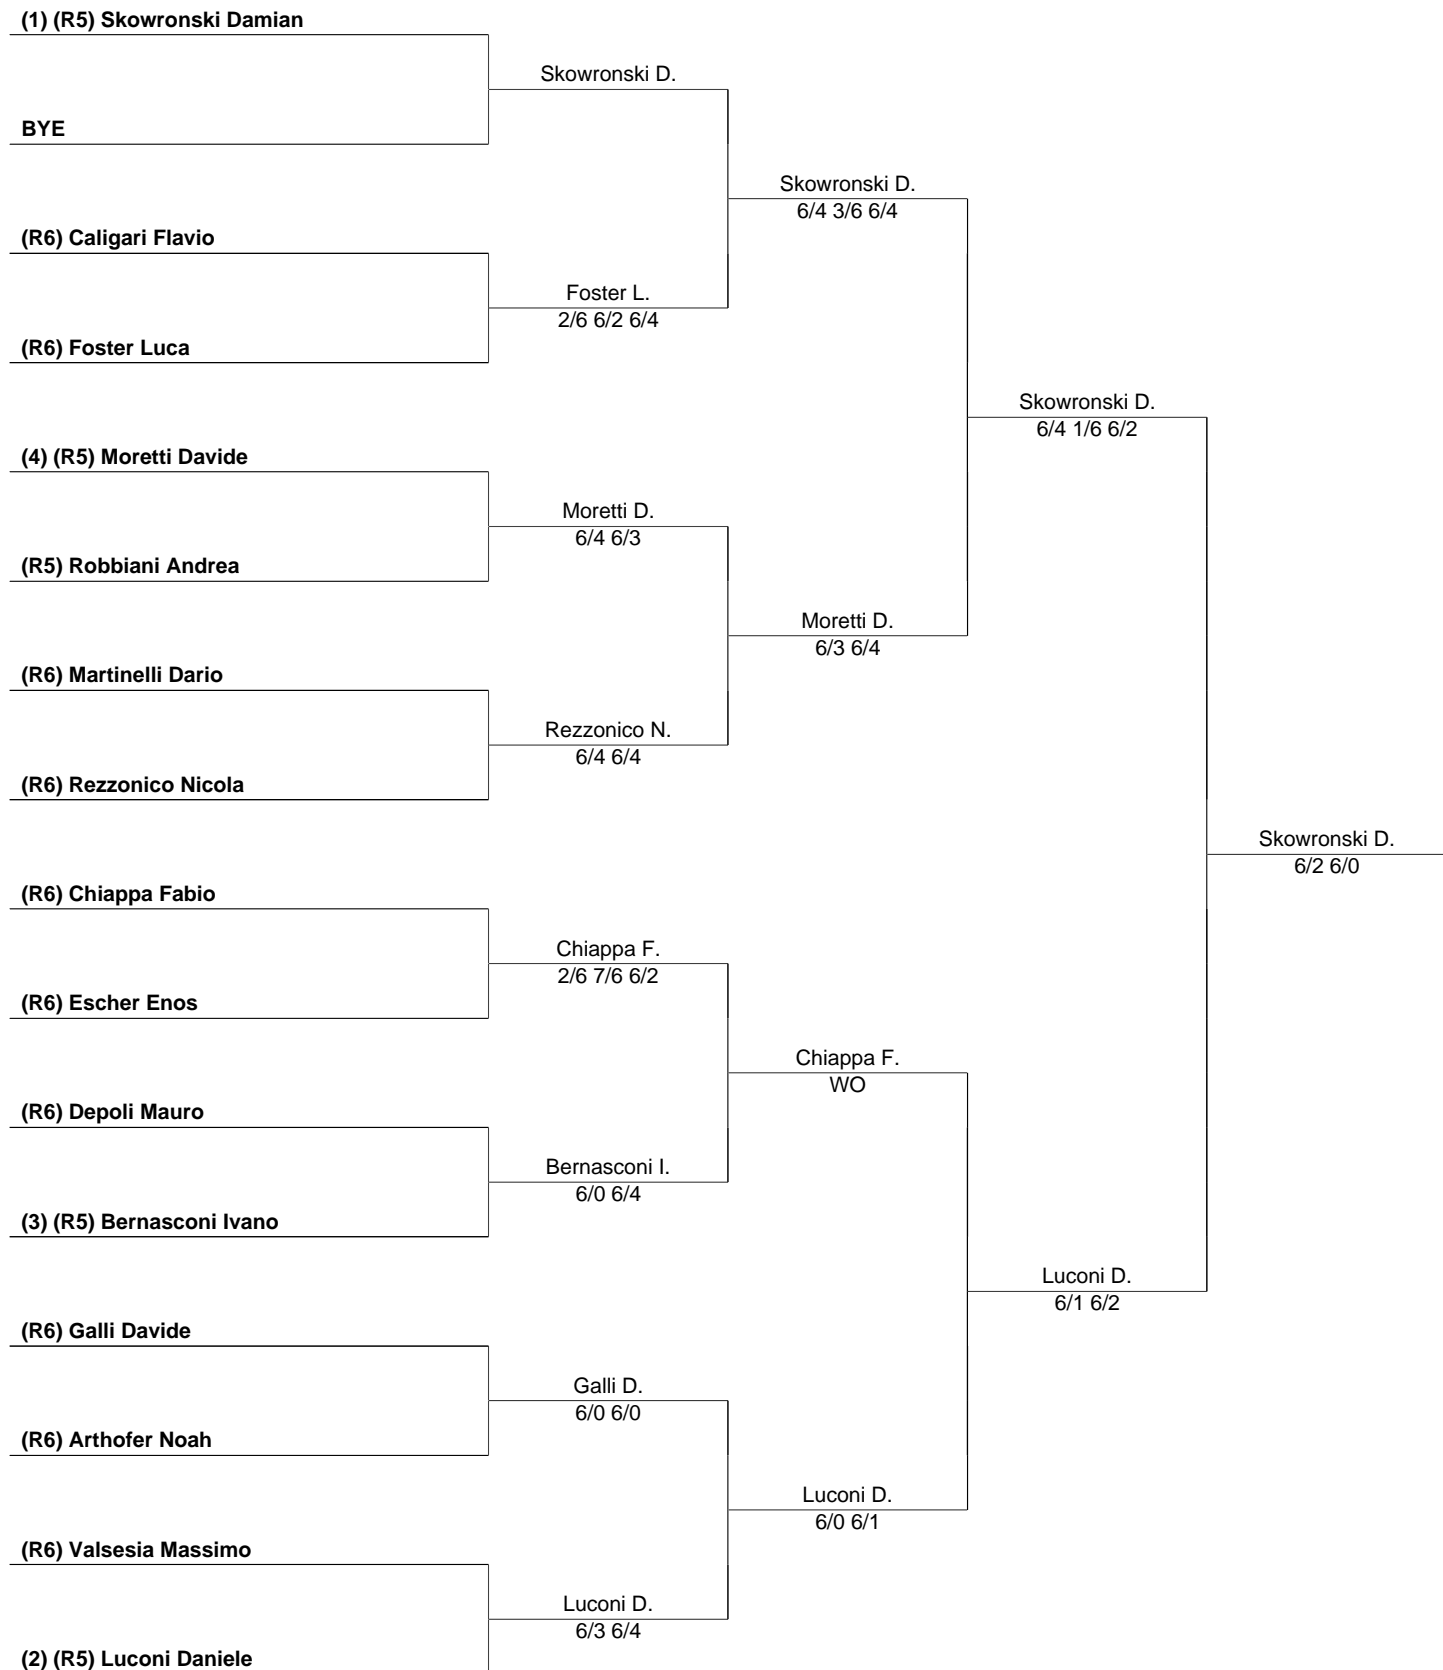 (1) (R5) Skowronski Damian
Skowronski D.
BYE
Skowronski D.
6/4 3/6 6/4
(R6) Caligari Flavio
Foster L.
2/6 6/2 6/4
(R6) Foster Luca
Skowronski D.
6/4 1/6 6/2
(4) (R5) Moretti Davide
Moretti D.
6/4 6/3
(R5) Robbiani Andrea
Moretti D.
6/3 6/4
(R6) Martinelli Dario
Rezzonico N.
6/4 6/4
(R6) Rezzonico Nicola
Skowronski D.
6/2 6/0
(R6) Chiappa Fabio
Chiappa F.
2/6 7/6 6/2
(R6) Escher Enos
Chiappa F.
WO
(R6) Depoli Mauro
Bernasconi I.
6/0 6/4
(3) (R5) Bernasconi Ivano
Luconi D.
6/1 6/2
(R6) Galli Davide
Galli D.
6/0 6/0
(R6) Arthofer Noah
Luconi D.
6/0 6/1
(R6) Valsesia Massimo
Luconi D.
6/3 6/4
(2) (R5) Luconi Daniele